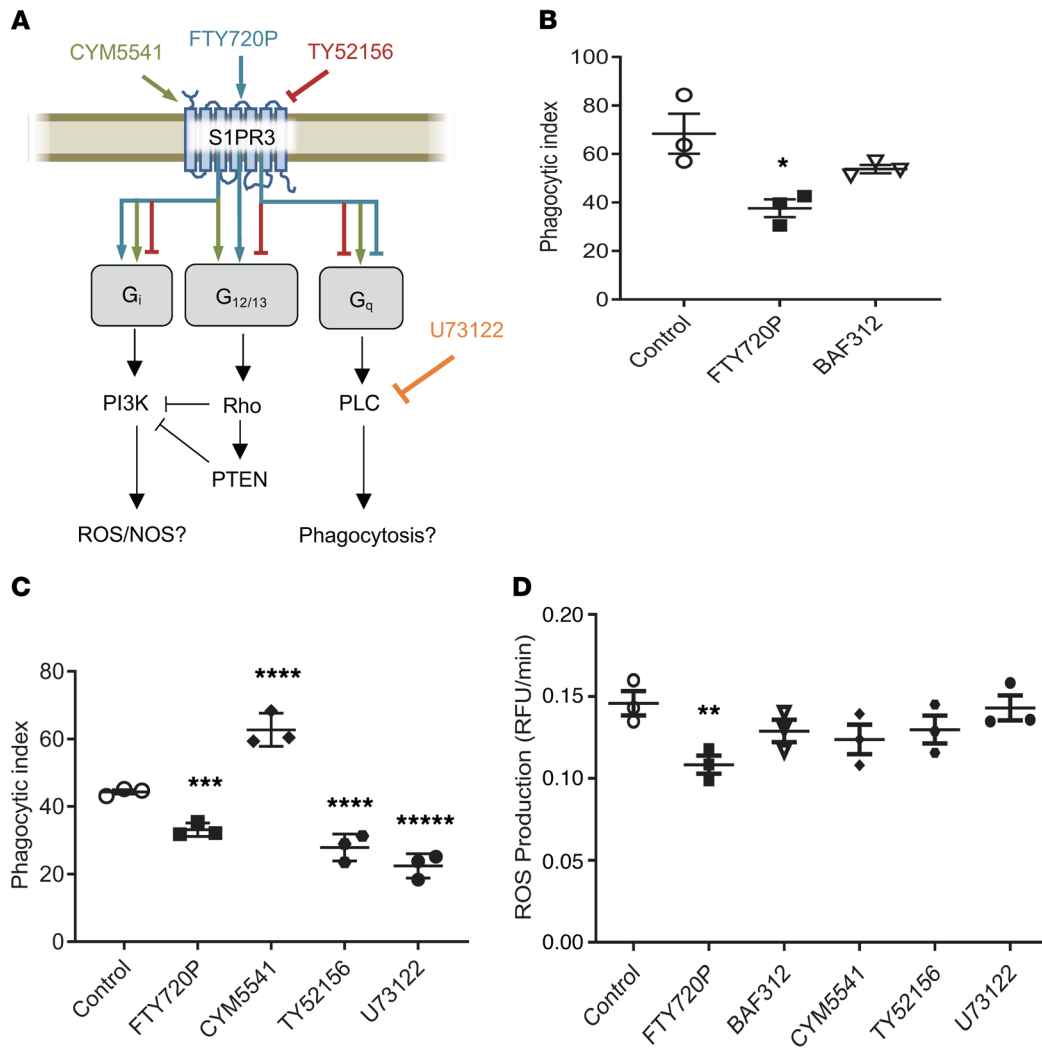 A
CYM5541
FTY720P
TY52156
S1PR3
Gi
G12/13
Gq
U73122
PI3K
Rho
PLC
PTEN
ROS/NOS?
Phagocytosis?
B
Phagocytic index
100
80
60
40
20
0
*
Control
FTY720P
BAF312
C
Phagocytic index
80
60
40
20
0
***
****
****
*****
Control
FTY720P
CYM5541
TY52156
U73122
D
ROS Production (RFU/min)
0.20
0.15
0.10
0.05
0.00
**
Control
FTY720P
BAF312
CYM5541
TY52156
U73122